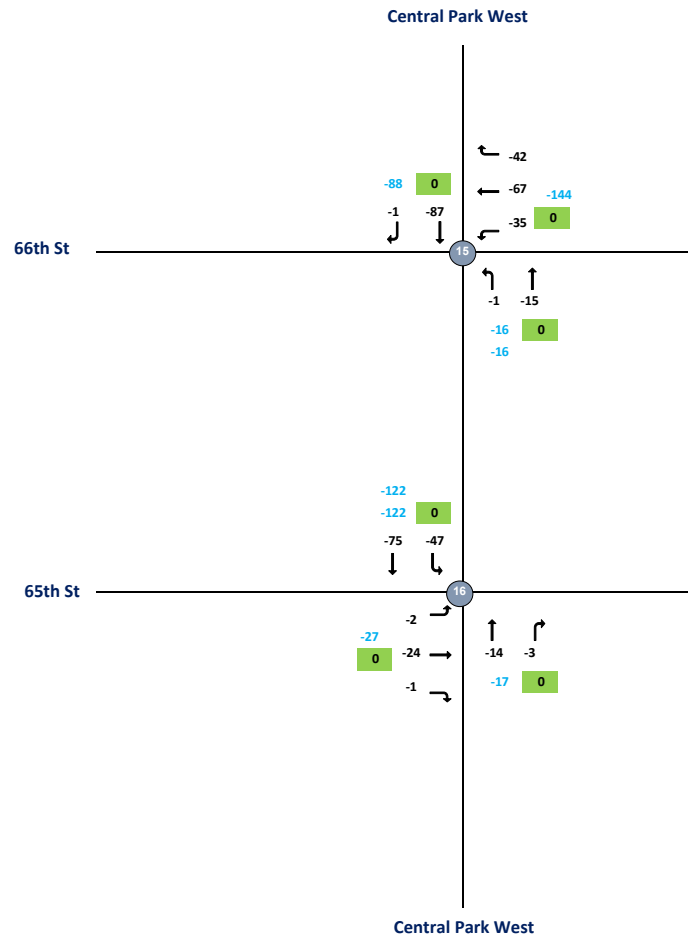 Central Park West
-42
-88 0 -67 -144
-1 -87 -35 0
66th St 15
-1 -15
-16 0
-16
-122
-122 0
-75 -47
65th St 16
-2
-27
0 -24 -14 -3
-1 -17 0
Central Park West